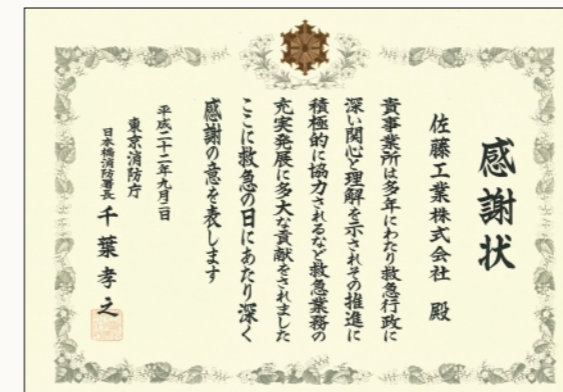 感謝状
佐藤工業株式会社 殿
貴事業所は多年にわたり救急行政に
深い関心と理解を示されその推進に
積極的に協力されるなど救急業務の
充実発展に多大な貢献をされました
ここに救急の日にあたり深く
感謝の意を表します
平成二十二年九月
東京消防庁
日本橋消防署長 千葉孝之